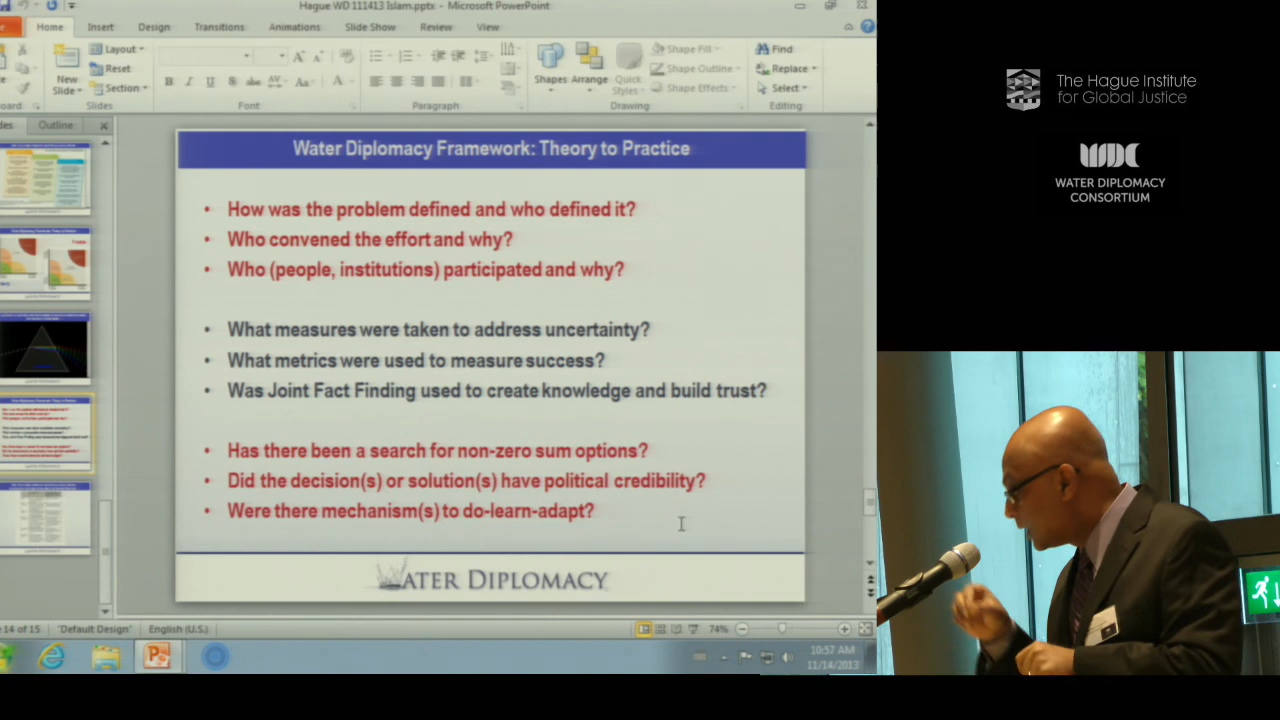 Hague WD 111413 Islam.pptx - Microsoft PowerPoint
Home Insert Design Transitions Animations Slide Show Review View
New Slide
Layout
Reset
Section
Shapes Arrange Quick Styles
Shape Fill
Shape Outline
Shape Effects
Find
Replace
Select
oard Slides Font Paragraph Drawing Editing
des Outline
Water Diplomacy Framework: Theory to Practice
• How was the problem defined and who defined it?
• Who convened the effort and why?
• Who (people, institutions) participated and why?
• What measures were taken to address uncertainty?
• What metrics were used to measure success?
• Was Joint Fact Finding used to create knowledge and build trust?
• Has there been a search for non-zero sum options?
• Did the decision(s) or solution(s) have political credibility?
• Were there mechanism(s) to do-learn-adapt?
WATER DIPLOMACY
14 of 15 "Default Design" English (U.S.) 74%
10:57 AM
11/14/2013
The Hague Institute
for Global Justice
WDC
WATER DIPLOMACY
CONSORTIUM